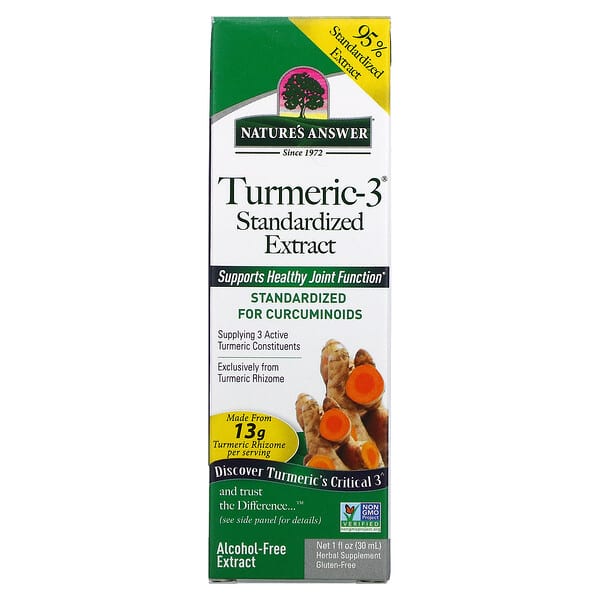 95%
Standardized
Extract
NATURE'S ANSWER®
Since 1972
Turmeric-3®
Standardized
Extract
Supports Healthy Joint Function*
STANDARDIZED
FOR CURCUMINOIDS
Supplying 3 Active
Turmeric Constituents
Exclusively from
Turmeric Rhizome
Made From
13g
Turmeric Rhizome
per serving
Discover Turmeric's Critical 3^
and trust
the Difference...™
(see side panel for details)
NON
GMO
Project
VERIFIED
nongmoproject.org
Alcohol-Free
Extract
Net 1 fl oz (30 mL)
Herbal Supplement
Gluten-Free